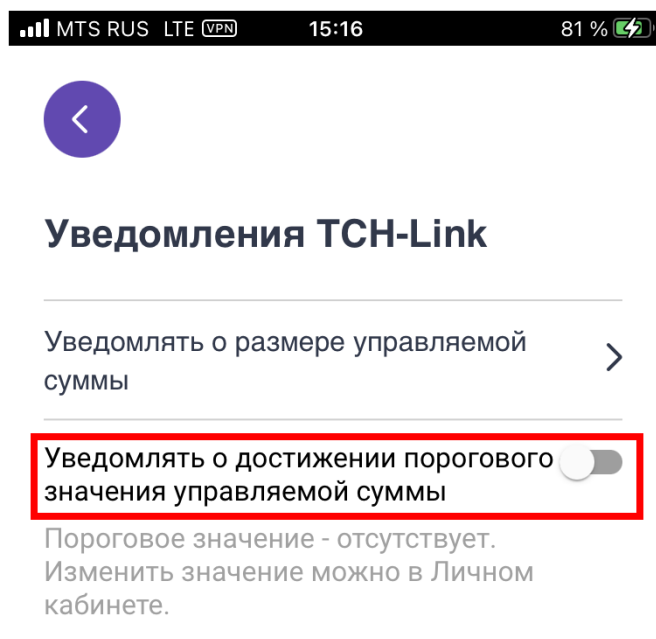 MTS RUS LTE VPN 15:16 81 %
Уведомления TCH-Link
Уведомлять о размере управляемой
суммы
Уведомлять о достижении порогового
значения управляемой суммы
Пороговое значение - отсутствует.
Изменить значение можно в Личном
кабинете.